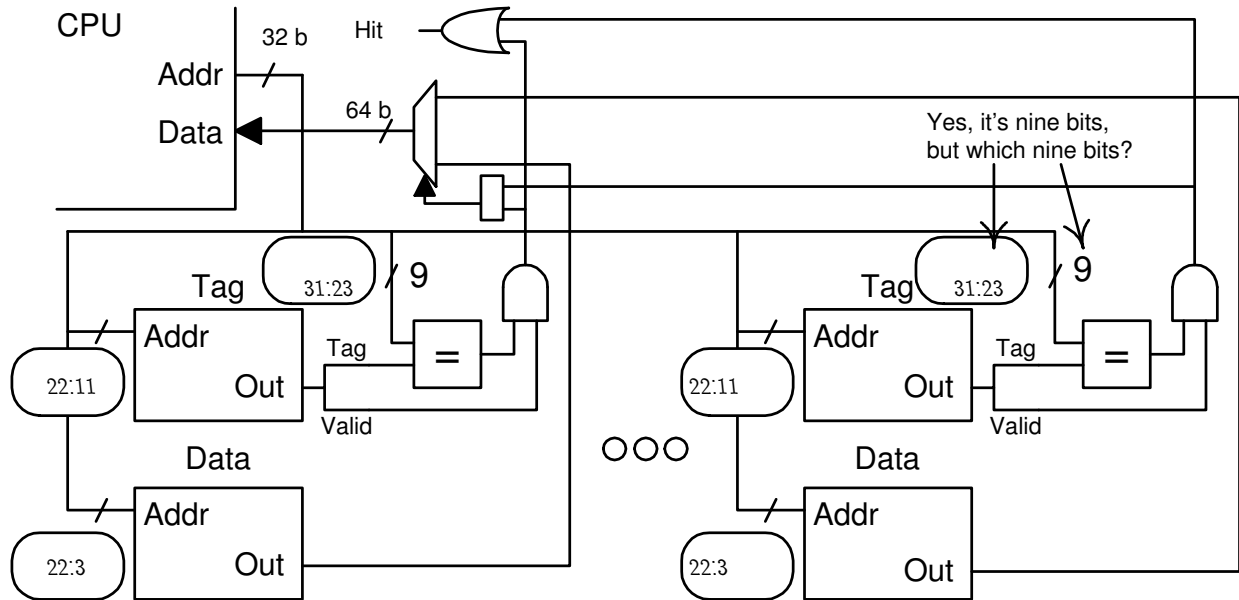 CPU
32 b
Hit
Addr
64 b
Data
Yes, it's nine bits,
but which nine bits?
Tag
31:23
9
Tag
31:23
9
Addr
Tag
=
Addr
Tag
=
22:11
Out
22:11
Out
Valid
Valid
Data
Data
Addr
Addr
22:3
Out
22:3
Out